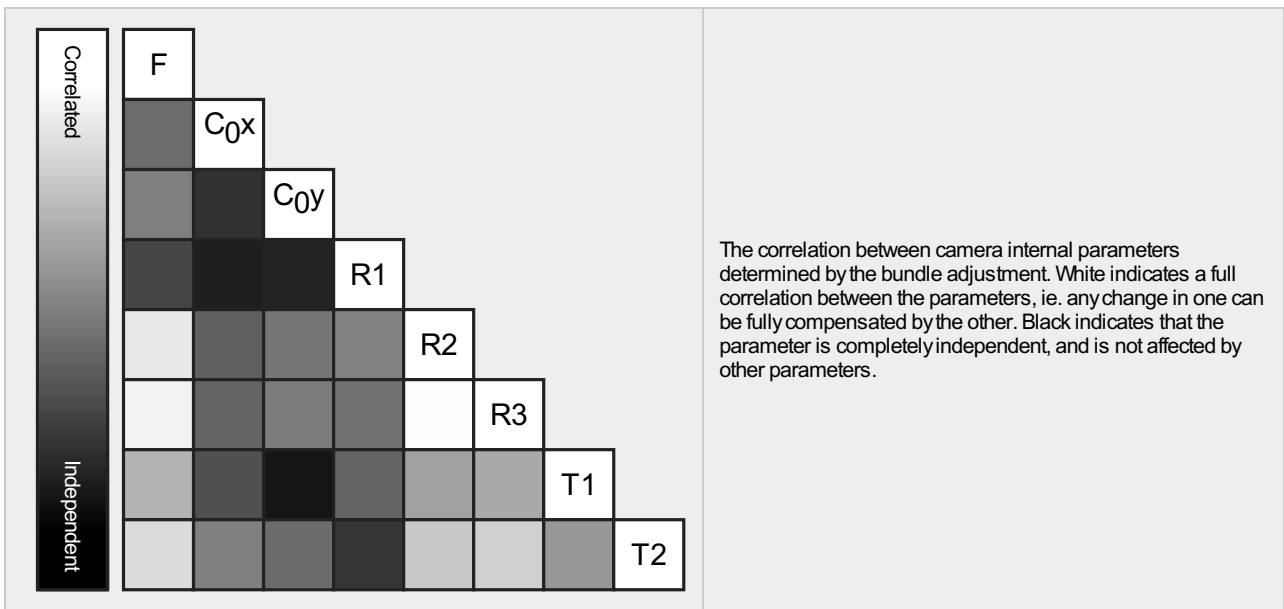 Correlated
Independent
F
C0x
C0y
R1
R2
R3
T1
T2
The correlation between camera internal parameters
determined by the bundle adjustment. White indicates a full
correlation between the parameters, ie. any change in one can
be fully compensated by the other. Black indicates that the
parameter is completely independent, and is not affected by
other parameters.